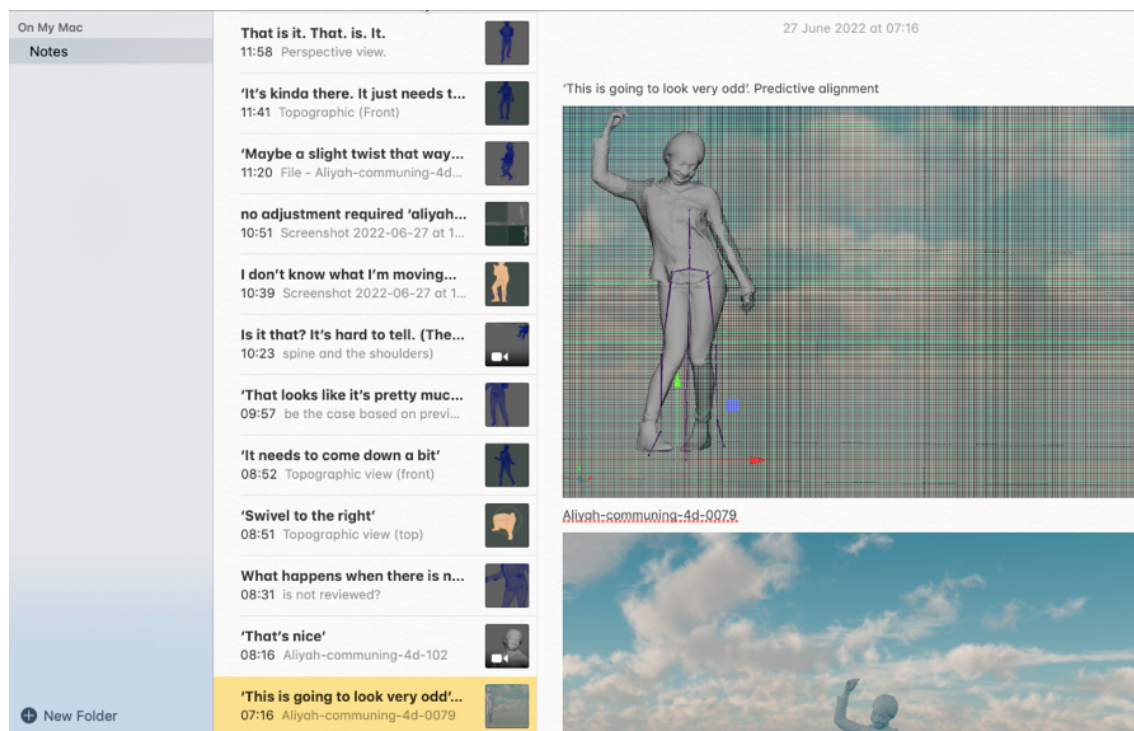 On My Mac
Notes
New Folder
That is it. That. is. It.
11:58 Perspective view.
‘It’s kinda there. It just needs t...
11:41 Topographic (Front)
‘Maybe a slight twist that way...
11:20 File - Aliyah-communing-4d...
no adjustment required ‘aliyah...
10:51 Screenshot 2022-06-27 at 1...
I don’t know what I’m moving...
10:39 Screenshot 2022-06-27 at 1...
Is it that? It’s hard to tell. (The...
10:23 spine and the shoulders)
‘That looks like it’s pretty muc...
09:57 be the case based on previ...
‘It needs to come down a bit’
08:52 Topographic view (front)
‘Swivel to the right’
08:51 Topographic view (top)
What happens when there is n...
08:31 is not reviewed?
‘That’s nice’
08:16 Aliyah-communing-4d-102
‘This is going to look very odd’...
07:16 Aliyah-communing-4d-0079
27 June 2022 at 07:16
‘This is going to look very odd’. Predictive alignment
Aliyah-communing-4d-0079